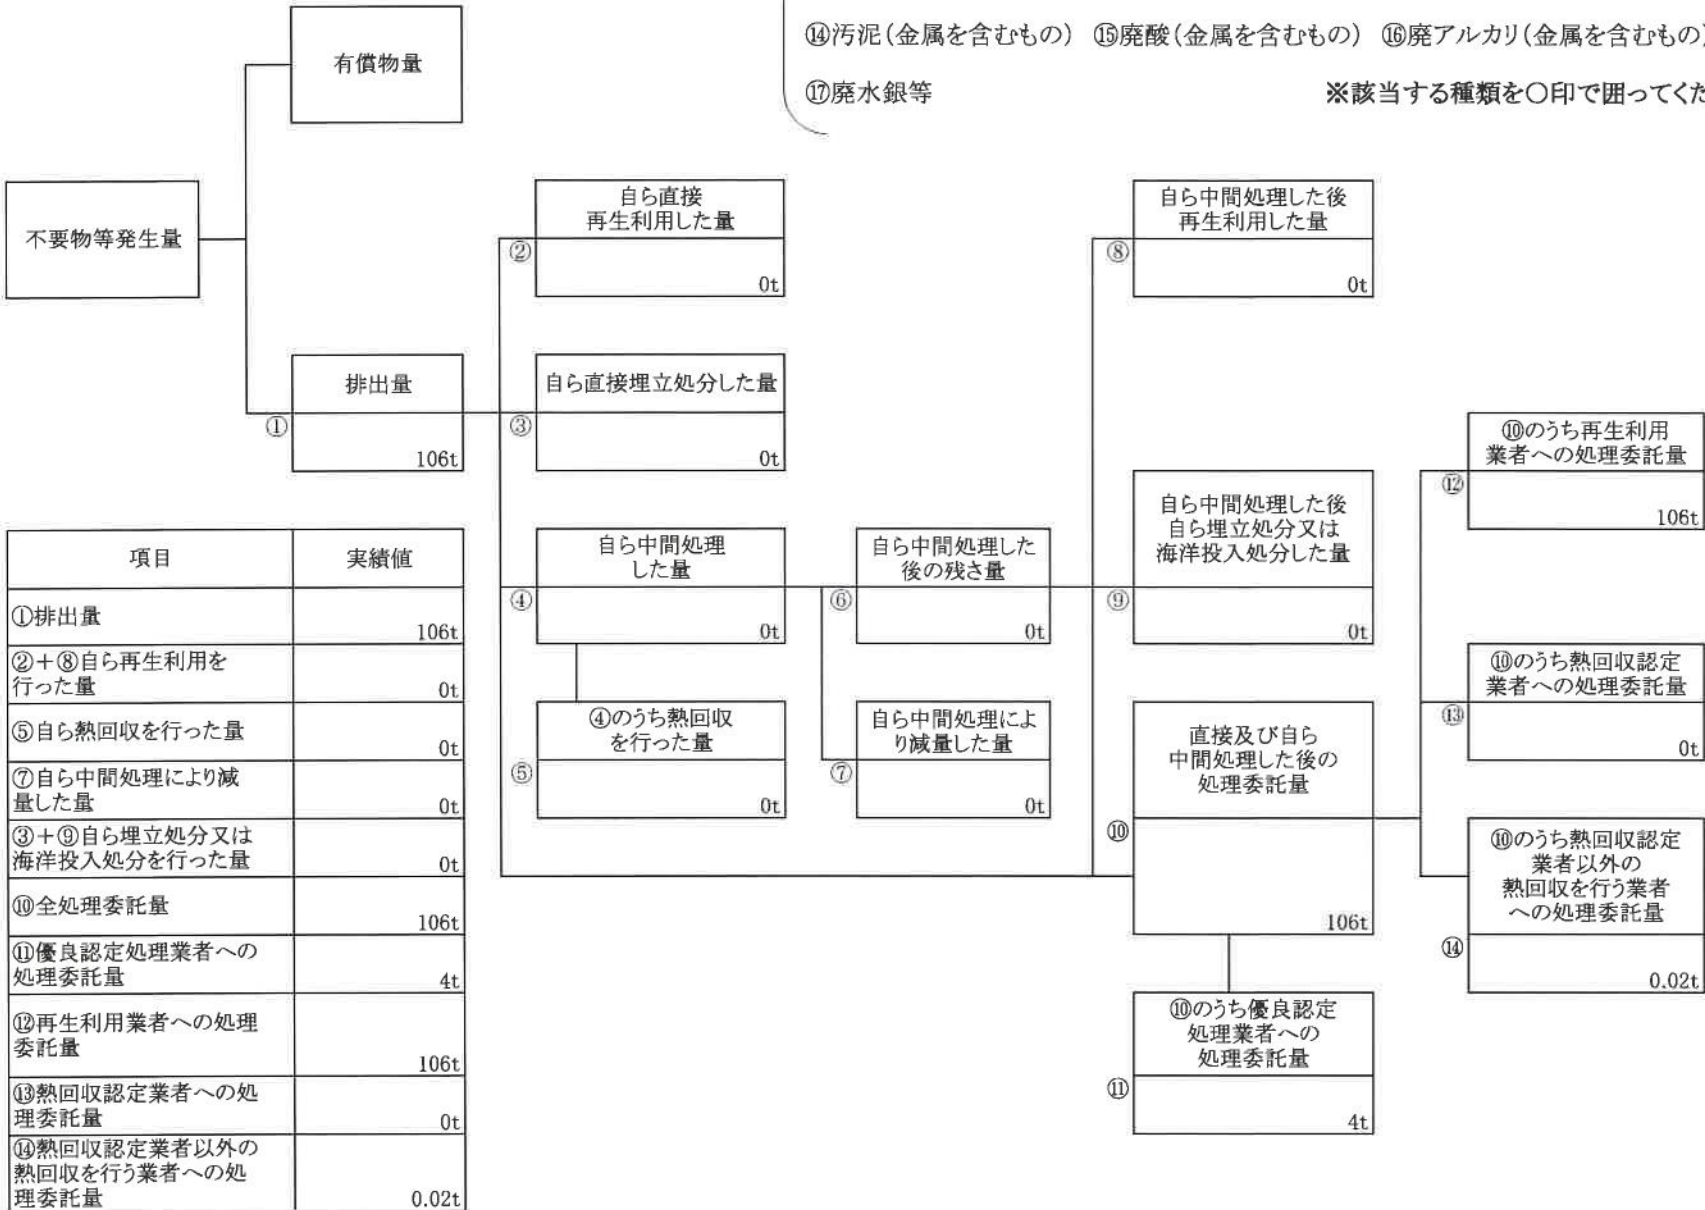 ⑭汚泥(金属を含むもの) ⑮廃酸(金属を含むもの) ⑯廃アルカリ(金属を含むもの)
⑰廃水銀等 ※該当する種類を○印で囲ってくだ
有償物量
不要物等発生量
排出量
①
106t
自ら直接
再生利用した量
②
0t
自ら直接埋立処分した量
③
0t
自ら中間処理
した量
④
0t
④のうち熱回収
を行った量
⑤
0t
自ら中間処理した
後の残さ量
⑥
0t
自ら中間処理によ
り減量した量
⑦
0t
自ら中間処理した後
再生利用した量
⑧
0t
自ら中間処理した後
自ら埋立処分又は
海洋投入処分した量
⑨
0t
直接及び自ら
中間処理した後の
処理委託量
⑩
106t
⑩のうち優良認定
処理業者への
処理委託量
⑪
4t
⑩のうち再生利用
業者への処理委託量
⑫
106t
⑩のうち熱回収認定
業者への処理委託量
⑬
0t
⑩のうち熱回収認定
業者以外の
熱回収を行う業者
への処理委託量
⑭
0.02t
項目 実績値
①排出量
106t
②+⑧自ら再生利用を
行った量 0t
⑤自ら熱回収を行った量
0t
⑦自ら中間処理により減
量した量 0t
③+⑨自ら埋立処分又は
海洋投入処分を行った量 0t
⑩全処理委託量
106t
⑪優良認定処理業者への
処理委託量 4t
⑫再生利用業者への処理
委託量
106t
⑬熱回収認定業者への処
理委託量 0t
⑭熱回収認定業者以外の
熱回収を行う業者への処
理委託量 0.02t